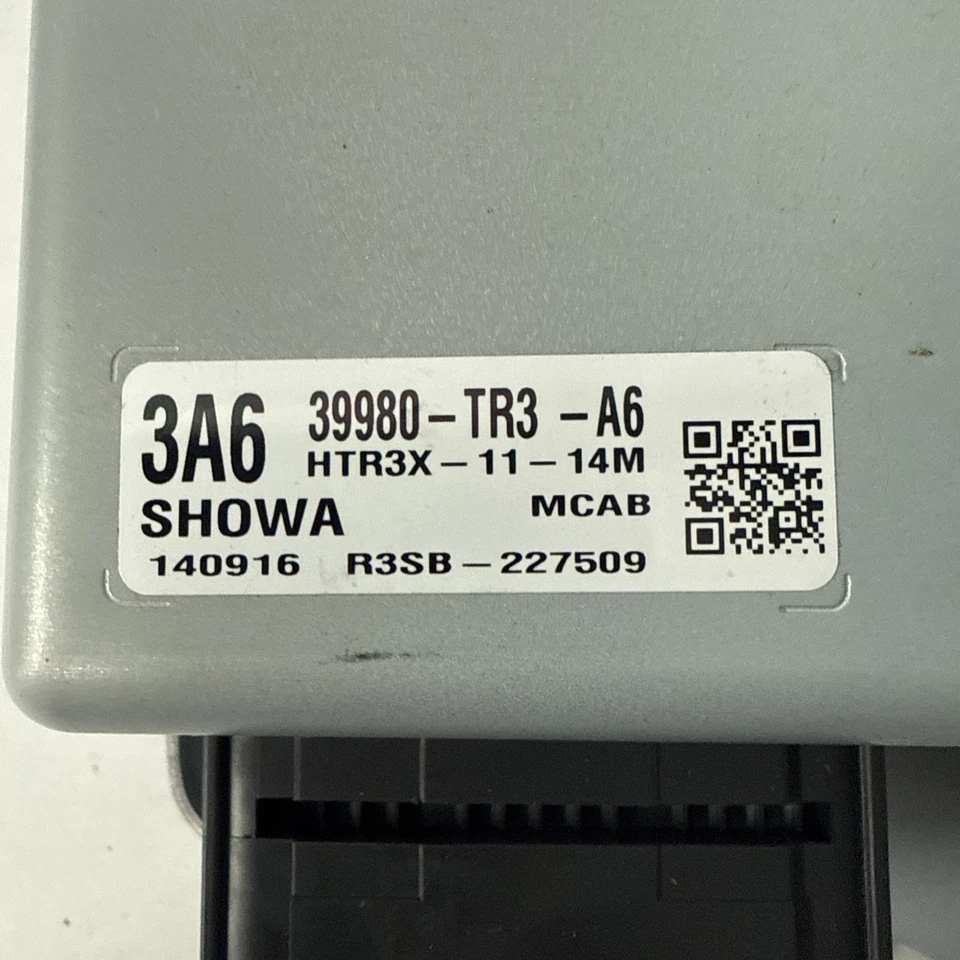 3A6 39980-TR3 -A6
HTR3X-11-14M
SHOWA MCAB
140916 R3SB-227509